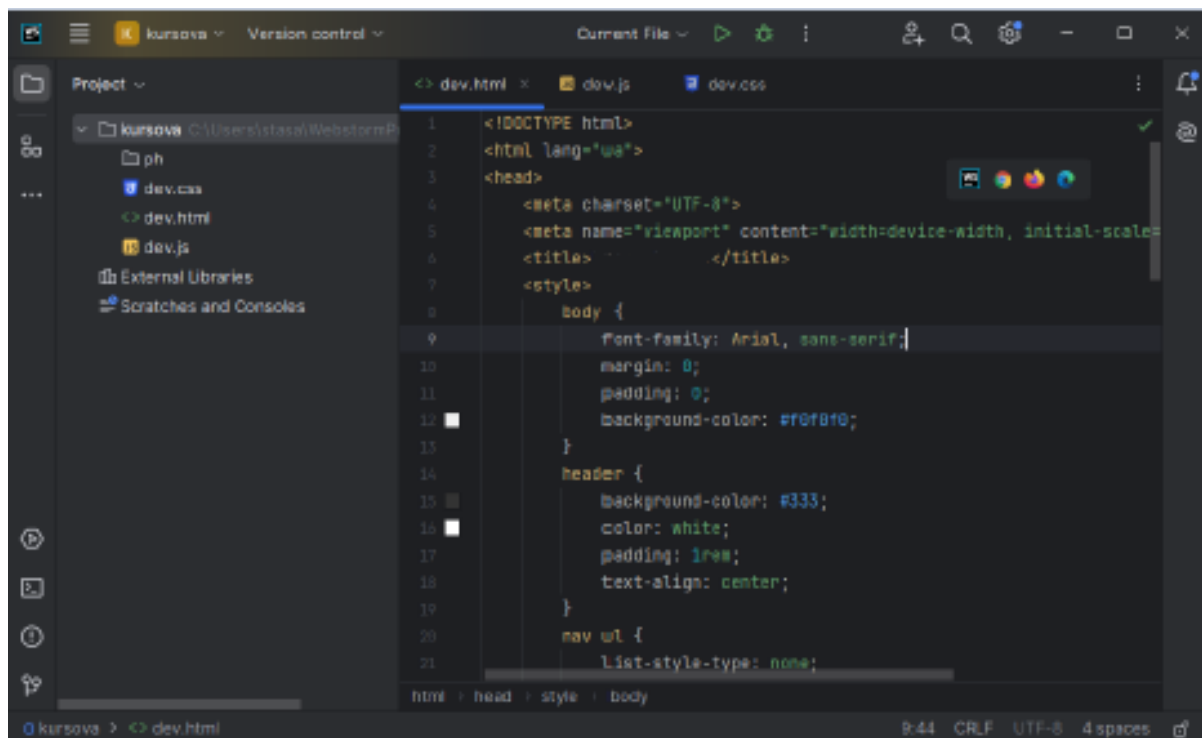 kursova Version control Current File
Project
dev.html dev.js dev.css
kursova C:\Users\stasa\WebstormP
ph
dev.css
dev.html
dev.js
External Libraries
Scratches and Consoles
1 <!DOCTYPE html>
2 <html lang="ua">
3 <head>
4 <meta charset="UTF-8">
5 <meta name="viewport" content="width=device-width, initial-scale=
6 <title> </title>
7 <style>
8 body {
9 font-family: Arial, sans-serif;
10 margin: 0;
11 padding: 0;
12 background-color: #f0f0f0;
13 }
14 header {
15 background-color: #333;
16 color: white;
17 padding: 1rem;
18 text-align: center;
19 }
20 nav ul {
21 list-style-type: none;
html head style body
kursova > dev.html 9:44 CRLF UTF-8 4 spaces